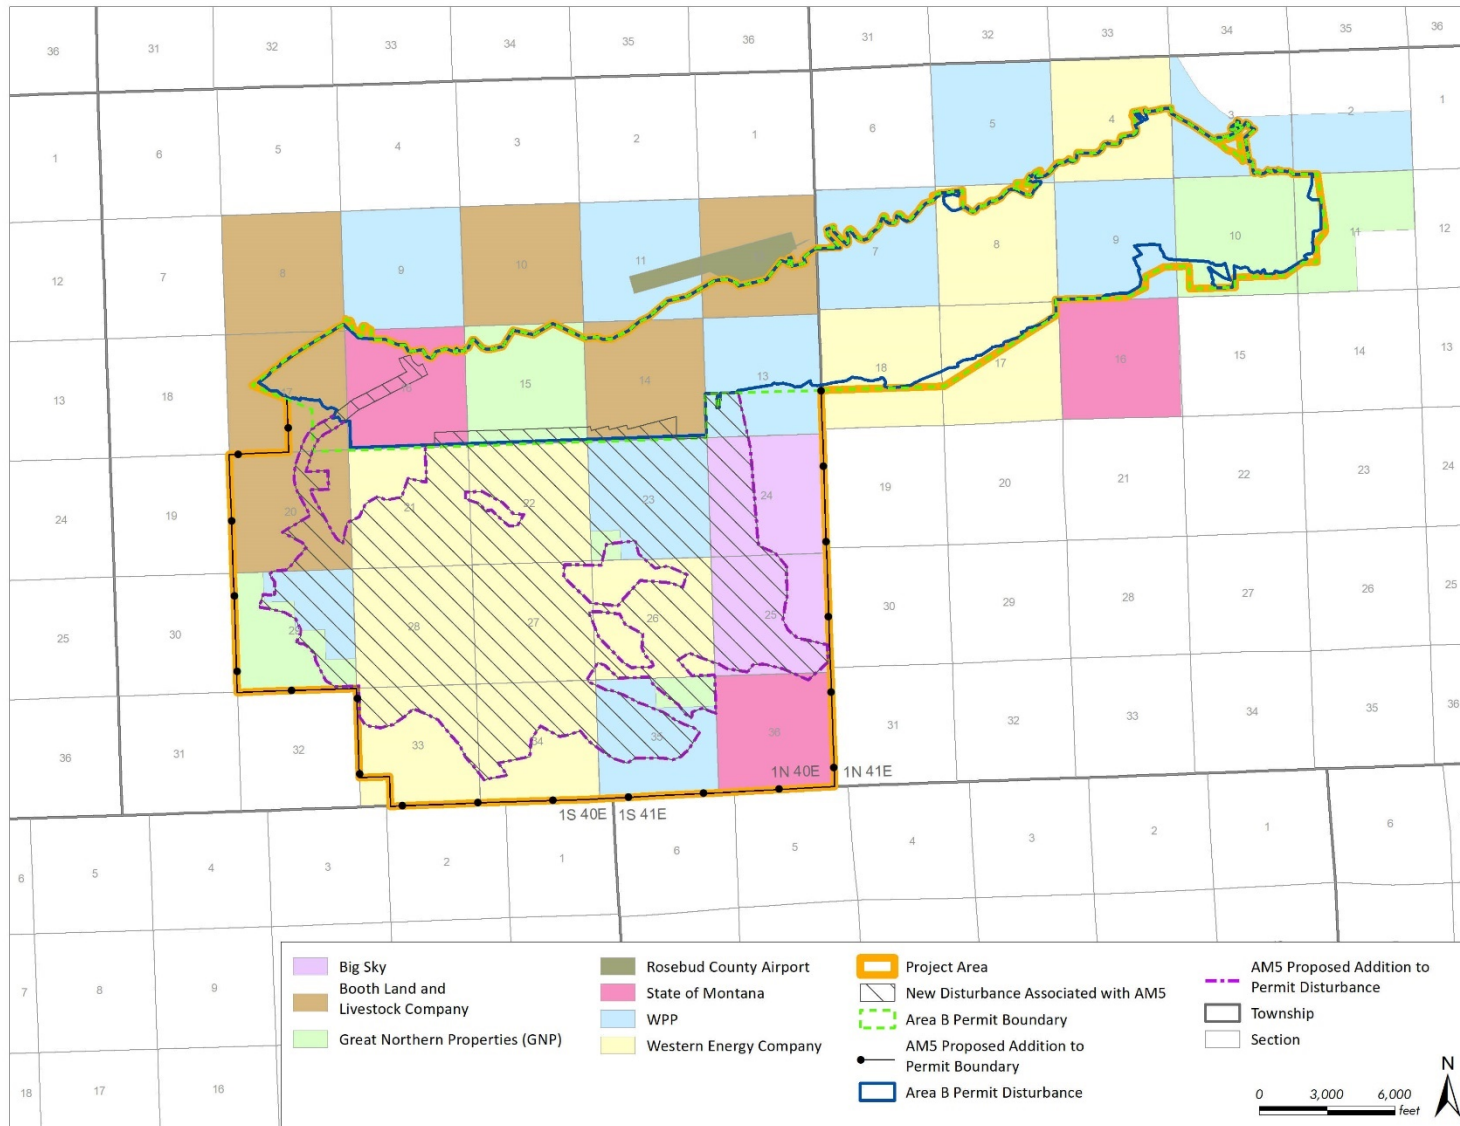 36 31 32 33 34 35 36 31 32 33 34 35 36
1 6 5 4 3 2 1 6 5 4 3 2 1
12 7 8 9 10 11 7 8 9 10 11 12
13 18 17 16 15 14 13 18 17 16 15 14 13
24 19 20 21 22 23 24 19 20 21 22 23 24
25 30 29 28 27 26 25 30 29 28 27 26 25
36 31 32 33 34 35 36 31 32 33 34 35 36
1N 40E 1N 41E
1S 40E 1S 41E
6 5 4 3 2 1 6 5 4 3 2 1 6
7 8 9
18 17 16
Big Sky
Booth Land and
Livestock Company
Great Northern Properties (GNP)
Rosebud County Airport
State of Montana
WPP
Western Energy Company
Project Area
New Disturbance Associated with AM5
Area B Permit Boundary
AM5 Proposed Addition to
Permit Boundary
Area B Permit Disturbance
AM5 Proposed Addition to
Permit Disturbance
Township
Section
N
0 3,000 6,000
feet